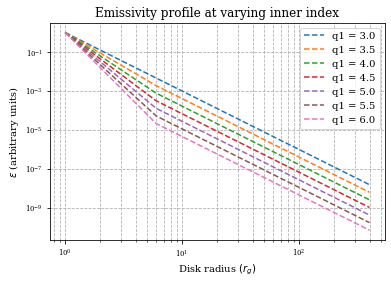 Emissivity profile at varying inner index
ε (arbitrary units)
10⁻¹
10⁻³
10⁻⁵
10⁻⁷
10⁻⁹
q1 = 3.0
q1 = 3.5
q1 = 4.0
q1 = 4.5
q1 = 5.0
q1 = 5.5
q1 = 6.0
10⁰ 10¹ 10²
Disk radius (r_g)